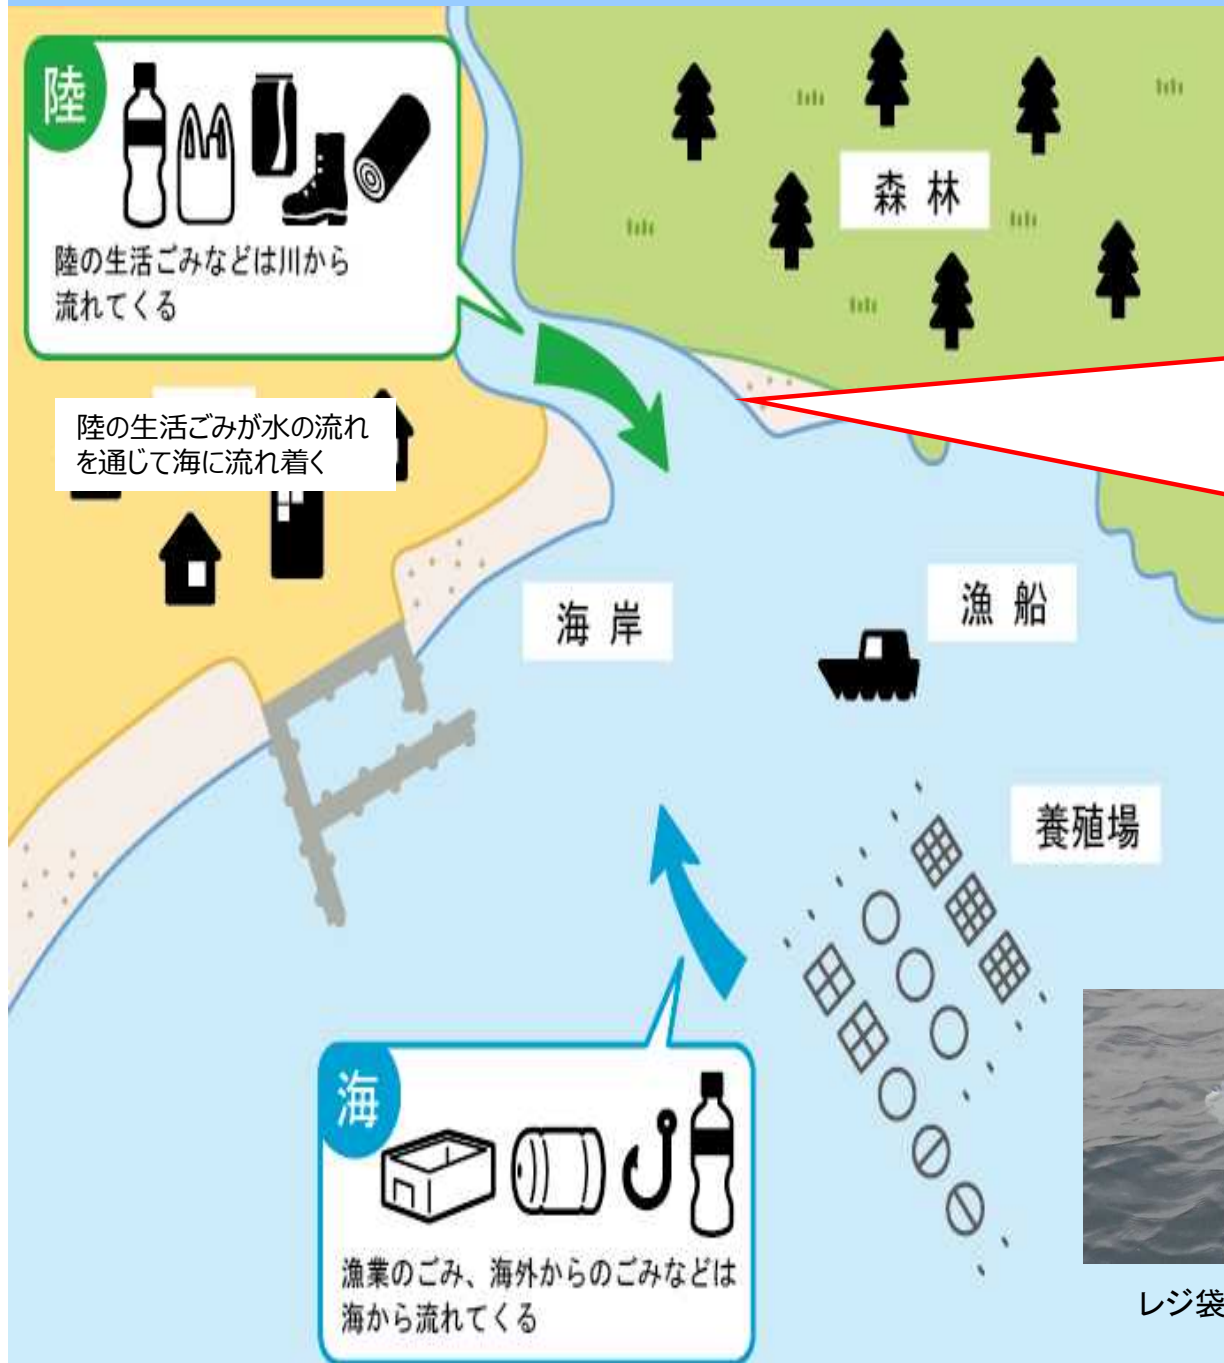 陸
陸の生活ごみなどは川から
流れてくる
森 林
陸の生活ごみが水の流れ
を通じて海に流れ着く
海 岸
漁 船
養殖場
海
漁業のごみ、海外からのごみなどは
海から流れてくる
レジ袋